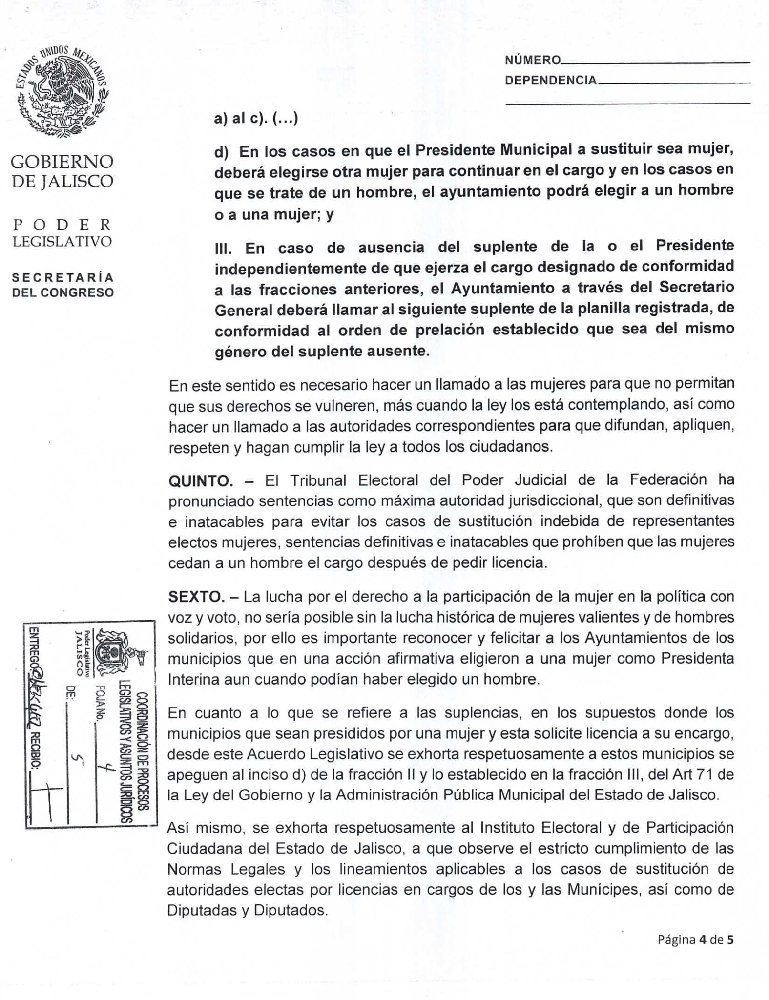 ESTADOS UNIDOS MEXICANOS
GOBIERNO
DE JALISCO
PODER
LEGISLATIVO
SECRETARÍA
DEL CONGRESO
NÚMERO
DEPENDENCIA
a) al c). (...)
d) En los casos en que el Presidente Municipal a sustituir sea mujer,
deberá elegirse otra mujer para continuar en el cargo y en los casos en
que se trate de un hombre, el ayuntamiento podrá elegir a un hombre
o a una mujer; y
III. En caso de ausencia del suplente de la o el Presidente
independientemente de que ejerza el cargo designado de conformidad
a las fracciones anteriores, el Ayuntamiento a través del Secretario
General deberá llamar al siguiente suplente de la planilla registrada, de
conformidad al orden de prelación establecido que sea del mismo
género del suplente ausente.
En este sentido es necesario hacer un llamado a las mujeres para que no permitan
que sus derechos se vulneren, más cuando la ley los está contemplando, así como
hacer un llamado a las autoridades correspondientes para que difundan, apliquen,
respeten y hagan cumplir la ley a todos los ciudadanos.
QUINTO. – El Tribunal Electoral del Poder Judicial de la Federación ha
pronunciado sentencias como máxima autoridad jurisdiccional, que son definitivas
e inatacables para evitar los casos de sustitución indebida de representantes
electos mujeres, sentencias definitivas e inatacables que prohíben que las mujeres
cedan a un hombre el cargo después de pedir licencia.
SEXTO. – La lucha por el derecho a la participación de la mujer en la política con
voz y voto, no sería posible sin la lucha histórica de mujeres valientes y de hombres
solidarios, por ello es importante reconocer y felicitar a los Ayuntamientos de los
municipios que en una acción afirmativa eligieron a una mujer como Presidenta
Interina aun cuando podían haber elegido un hombre.
En cuanto a lo que se refiere a las suplencias, en los supuestos donde los
municipios que sean presididos por una mujer y esta solicite licencia a su encargo,
desde este Acuerdo Legislativo se exhorta respetuosamente a estos municipios se
apeguen al inciso d) de la fracción II y lo establecido en la fracción III, del Art 71 de
la Ley del Gobierno y la Administración Pública Municipal del Estado de Jalisco.
Así mismo, se exhorta respetuosamente al Instituto Electoral y de Participación
Ciudadana del Estado de Jalisco, a que observe el estricto cumplimiento de las
Normas Legales y los lineamientos aplicables a los casos de sustitución de
autoridades electas por licencias en cargos de los y las Munícipes, así como de
Diputadas y Diputados.
Poder Legislativo
JALISCO
COORDINACIÓN DE PROCESOS
LEGISLATIVOS Y ASUNTOS JURÍDICOS
FOJA No. 4
DE: 5
ENTREGO: RECIBIO:
Página 4 de 5